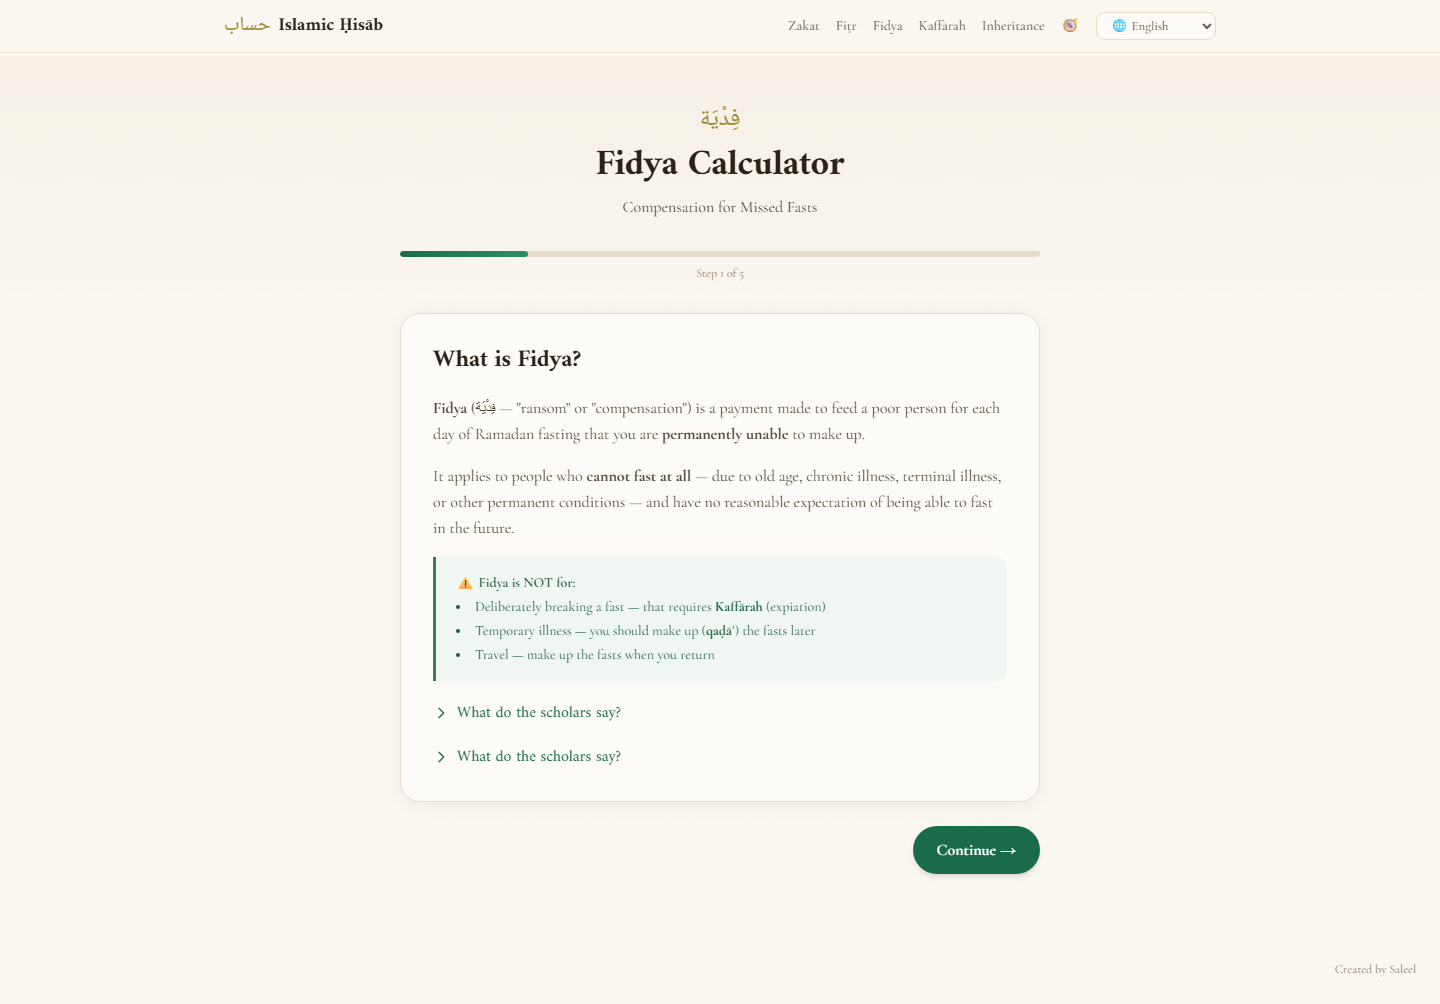 حساب Islamic Ḥisāb
Zakat Fiṭr Fidya Kaffārah Inheritance English
فِدْيَة
Fidya Calculator
Compensation for Missed Fasts
Step 1 of 5
What is Fidya?
Fidya (فِدْيَة — "ransom" or "compensation") is a payment made to feed a poor person for each
day of Ramadan fasting that you are permanently unable to make up.
It applies to people who cannot fast at all — due to old age, chronic illness, terminal illness,
or other permanent conditions — and have no reasonable expectation of being able to fast
in the future.
⚠️ Fidya is NOT for:
• Deliberately breaking a fast — that requires Kaffārah (expiation)
• Temporary illness — you should make up (qaḍāʾ) the fasts later
• Travel — make up the fasts when you return
What do the scholars say?
What do the scholars say?
Continue →
Created by Saleel